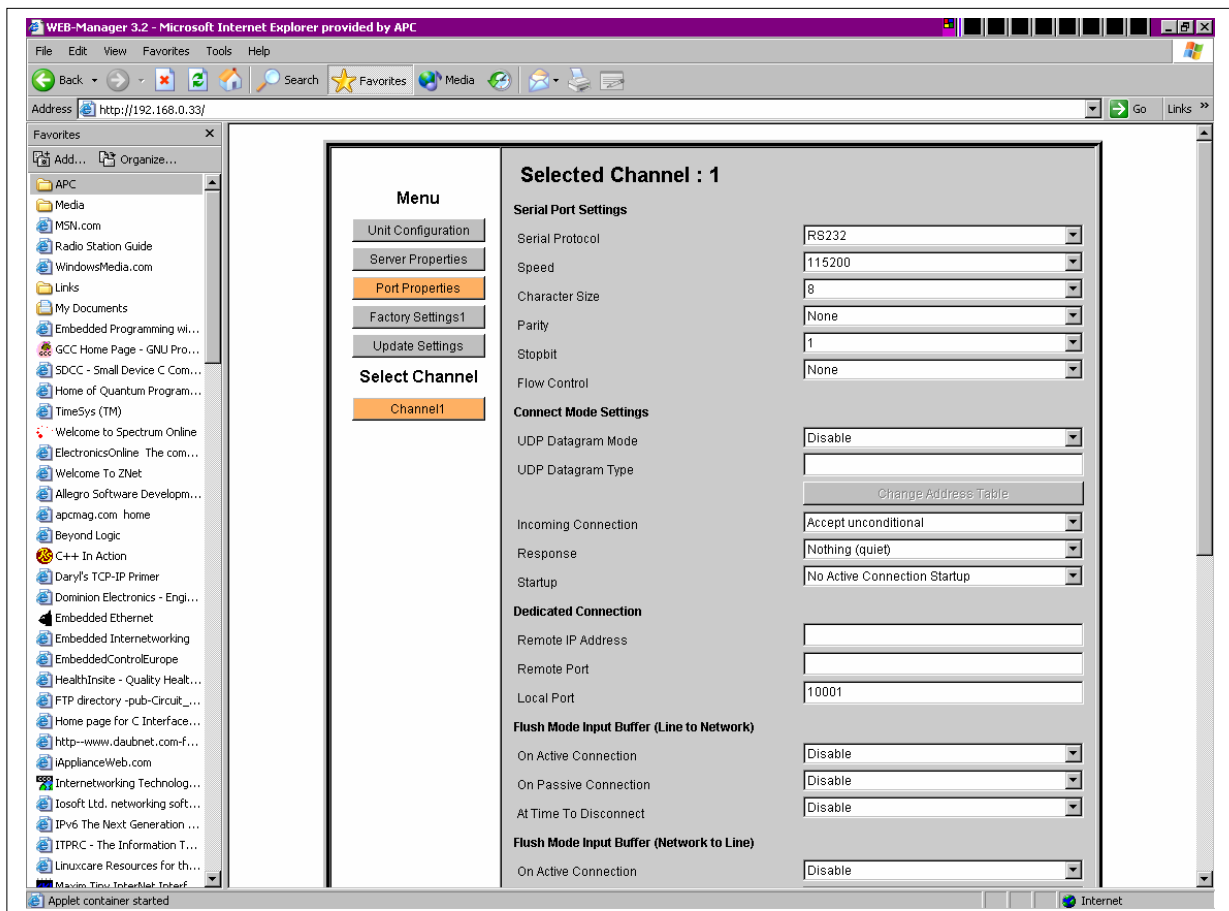 WEB-Manager 3.2 - Microsoft Internet Explorer provided by APC
File Edit View Favorites Tools Help
Back Search Favorites Media
Address http://192.168.0.33/ Go Links »
Favorites x
Add... Organize...
APC
Media
MSN.com
Radio Station Guide
WindowsMedia.com
Links
My Documents
Embedded Programming wi...
GCC Home Page - GNU Pro...
SDCC - Small Device C Com...
Home of Quantum Program...
TimeSys (TM)
Welcome to Spectrum Online
ElectronicsOnline The com...
Welcome To ZNet
Allegro Software Developm...
apcmag.com home
Beyond Logic
C++ In Action
Daryl's TCP-IP Primer
Dominion Electronics - Engi...
Embedded Ethernet
Embedded Internetworking
EmbeddedControlEurope
HealthInsite - Quality Healt...
FTP directory -pub-Circuit_...
Home page for C Interface...
http--www.daubnet.com-f...
iApplianceWeb.com
Internetworking Technolog...
Iosoft Ltd. networking soft...
IPv6 The Next Generation ...
ITPRC - The Information T...
Linuxcare Resources for th...
Maxim Tiny InterNet Interf
Menu
Unit Configuration
Server Properties
Port Properties
Factory Settings1
Update Settings
Select Channel
Channel1
Selected Channel : 1
Serial Port Settings
Serial Protocol RS232
Speed 115200
Character Size 8
Parity None
Stopbit 1
Flow Control None
Connect Mode Settings
UDP Datagram Mode Disable
UDP Datagram Type
Change Address Table
Incoming Connection Accept unconditional
Response Nothing (quiet)
Startup No Active Connection Startup
Dedicated Connection
Remote IP Address
Remote Port
Local Port 10001
Flush Mode Input Buffer (Line to Network)
On Active Connection Disable
On Passive Connection Disable
At Time To Disconnect Disable
Flush Mode Input Buffer (Network to Line)
On Active Connection Disable
Applet container started Internet